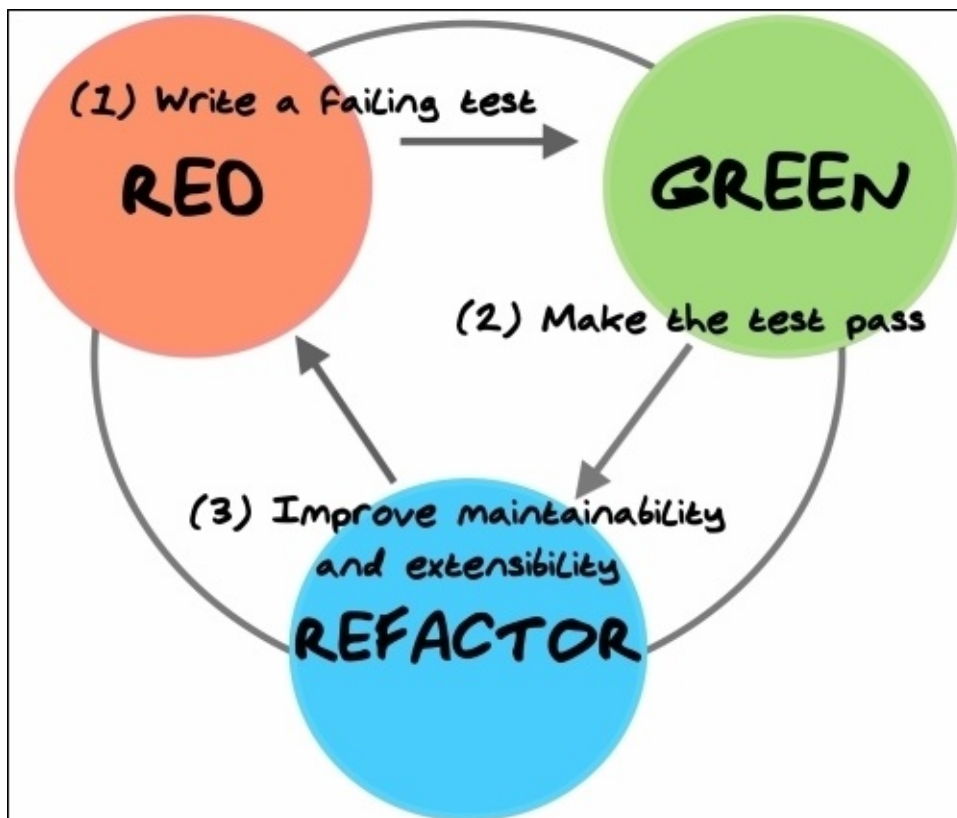 (1) Write a failing test
RED
GREEN
(2) Make the test pass
(3) Improve maintainability
and extensibility
REFACTOR